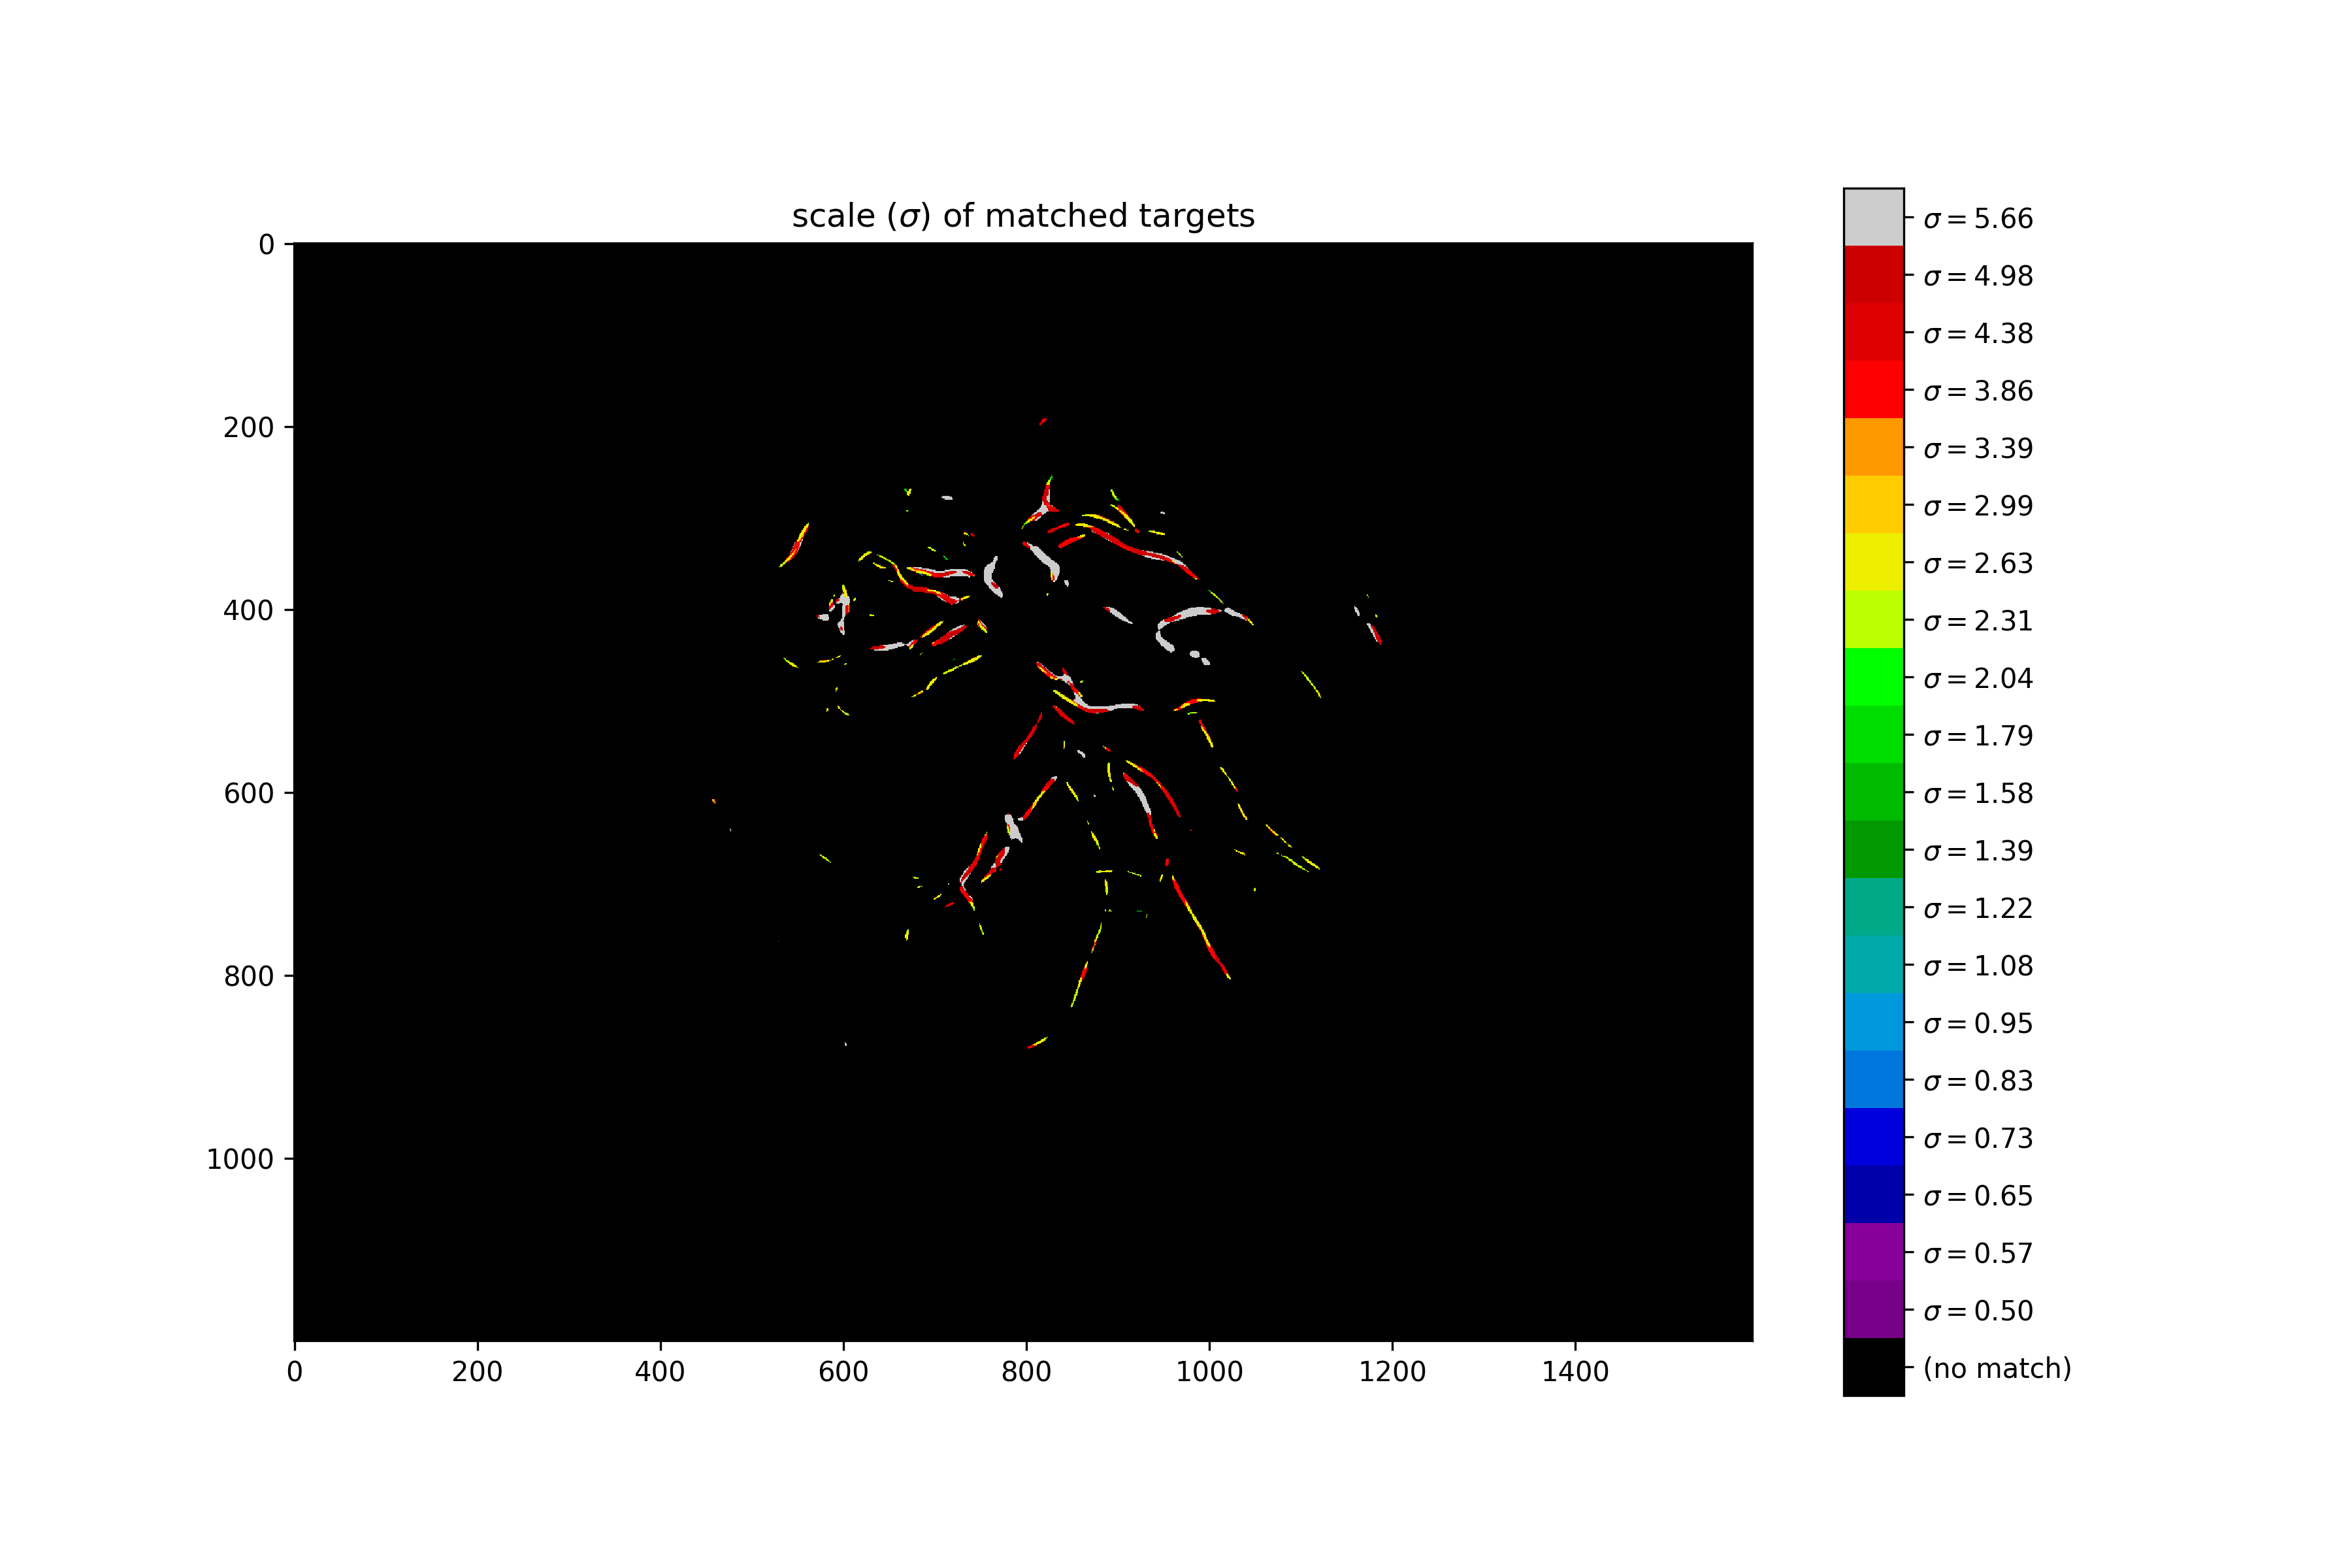 scale (σ) of matched targets
0
200
400
600
800
1000
0 200 400 600 800 1000 1200 1400
σ = 5.66
σ = 4.98
σ = 4.38
σ = 3.86
σ = 3.39
σ = 2.99
σ = 2.63
σ = 2.31
σ = 2.04
σ = 1.79
σ = 1.58
σ = 1.39
σ = 1.22
σ = 1.08
σ = 0.95
σ = 0.83
σ = 0.73
σ = 0.65
σ = 0.57
σ = 0.50
(no match)